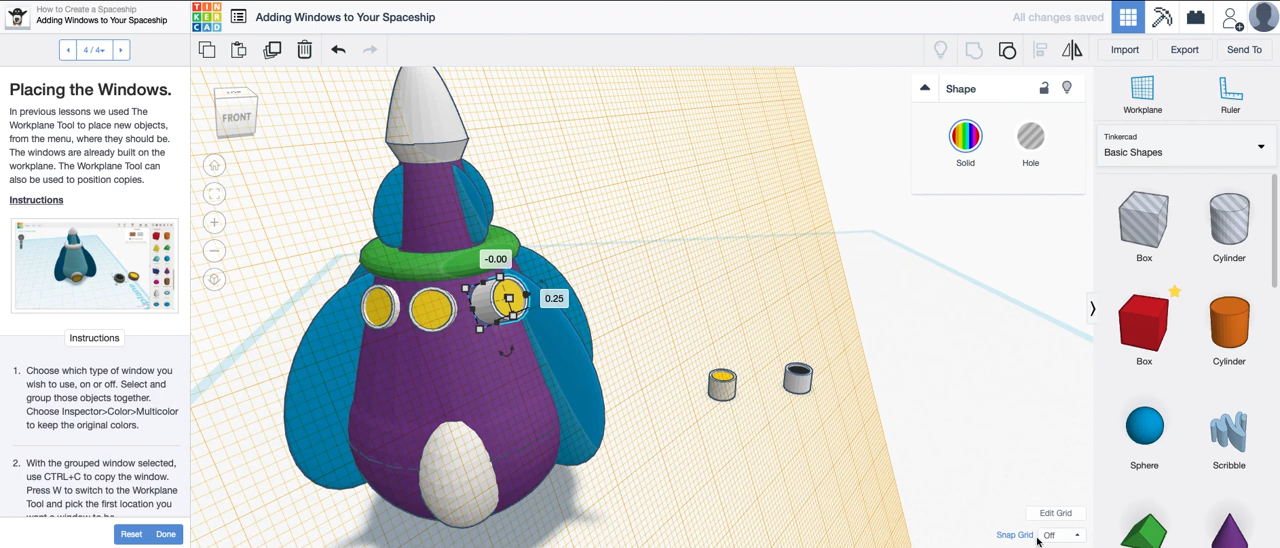 How to Create a Spaceship
Adding Windows to Your Spaceship
TIN
KER
CAD
Adding Windows to Your Spaceship
All changes saved
4 / 4
Import
Export
Send To
Placing the Windows.
In previous lessons we used The
Workplane Tool to place new objects,
from the menu, where they should be.
The windows are already built on the
workplane. The Workplane Tool can
also be used to position copies.
Instructions
Instructions
1. Choose which type of window you
wish to use, on or off. Select and
group those objects together.
Choose Inspector>Color>Multicolor
to keep the original colors.
2. With the grouped window selected,
use CTRL+C to copy the window.
Press W to switch to the Workplane
Tool and pick the first location you
want a window to be
Reset
Done
TOP
FRONT
-0.00
0.25
Shape
Solid
Hole
Edit Grid
Snap Grid
Off
Workplane
Ruler
Tinkercad
Basic Shapes
Box
Cylinder
Box
Cylinder
Sphere
Scribble